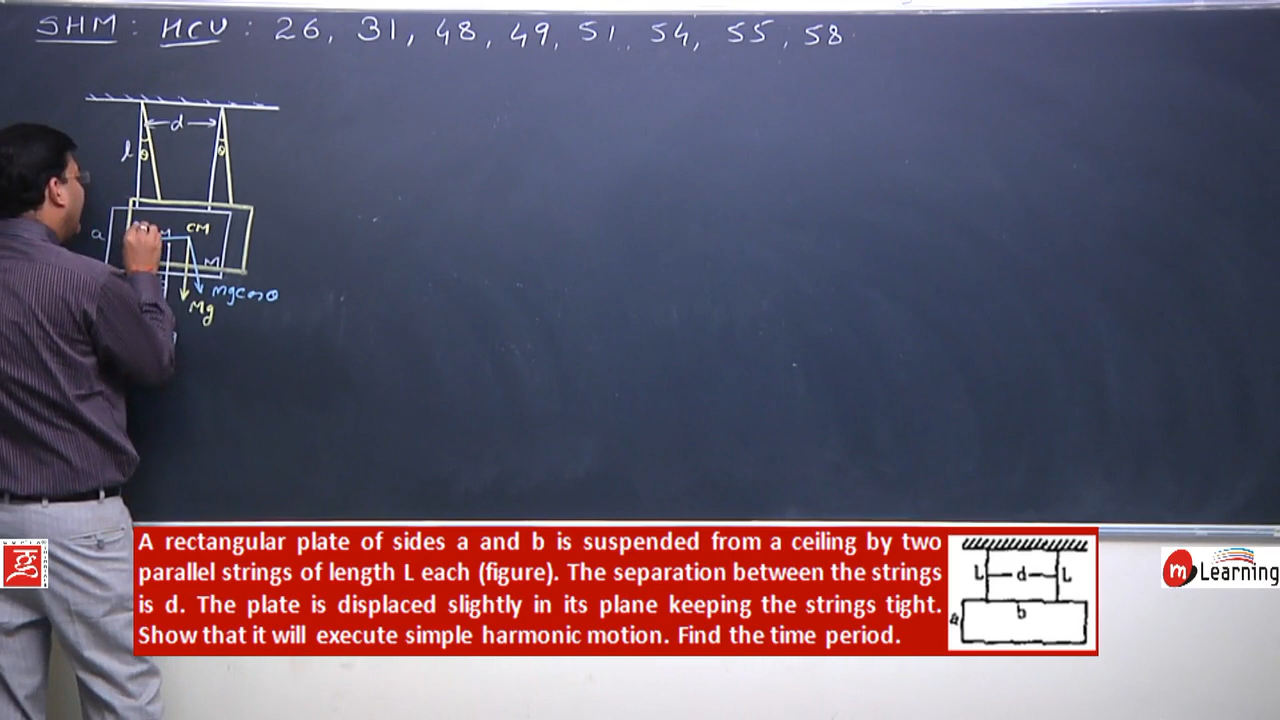 SHM : HCV : 26, 31, 48, 49, 51, 54, 55, 58
d
l
θ
θ
CM
a
M
Mg cos θ
Mg
A rectangular plate of sides a and b is suspended from a ceiling by two
parallel strings of length L each (figure). The separation between the strings
is d. The plate is displaced slightly in its plane keeping the strings tight.
Show that it will execute simple harmonic motion. Find the time period.
L d L
b
a
m Learning